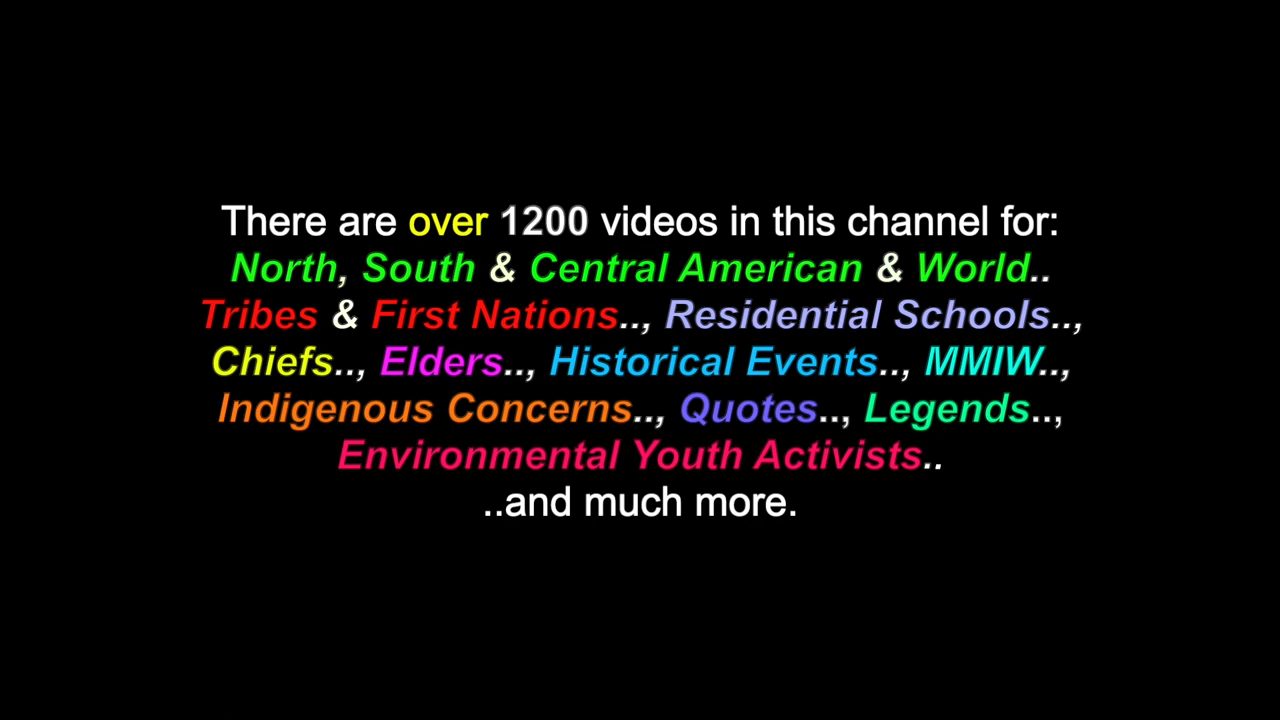 There are over 1200 videos in this channel for:
North, South & Central American & World..
Tribes & First Nations.., Residential Schools..,
Chiefs.., Elders.., Historical Events.., MMIW..,
Indigenous Concerns.., Quotes.., Legends..,
Environmental Youth Activists..
..and much more.